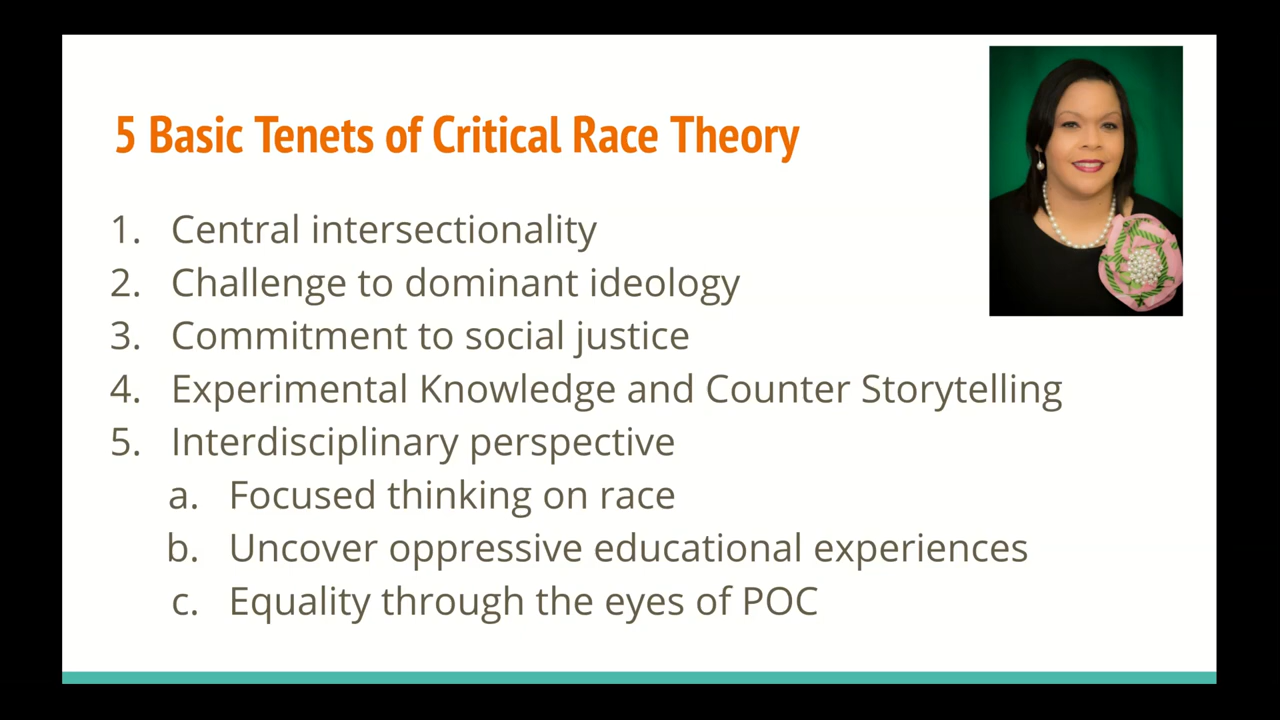 5 Basic Tenets of Critical Race Theory
1. Central intersectionality
2. Challenge to dominant ideology
3. Commitment to social justice
4. Experimental Knowledge and Counter Storytelling
5. Interdisciplinary perspective
a. Focused thinking on race
b. Uncover oppressive educational experiences
c. Equality through the eyes of POC